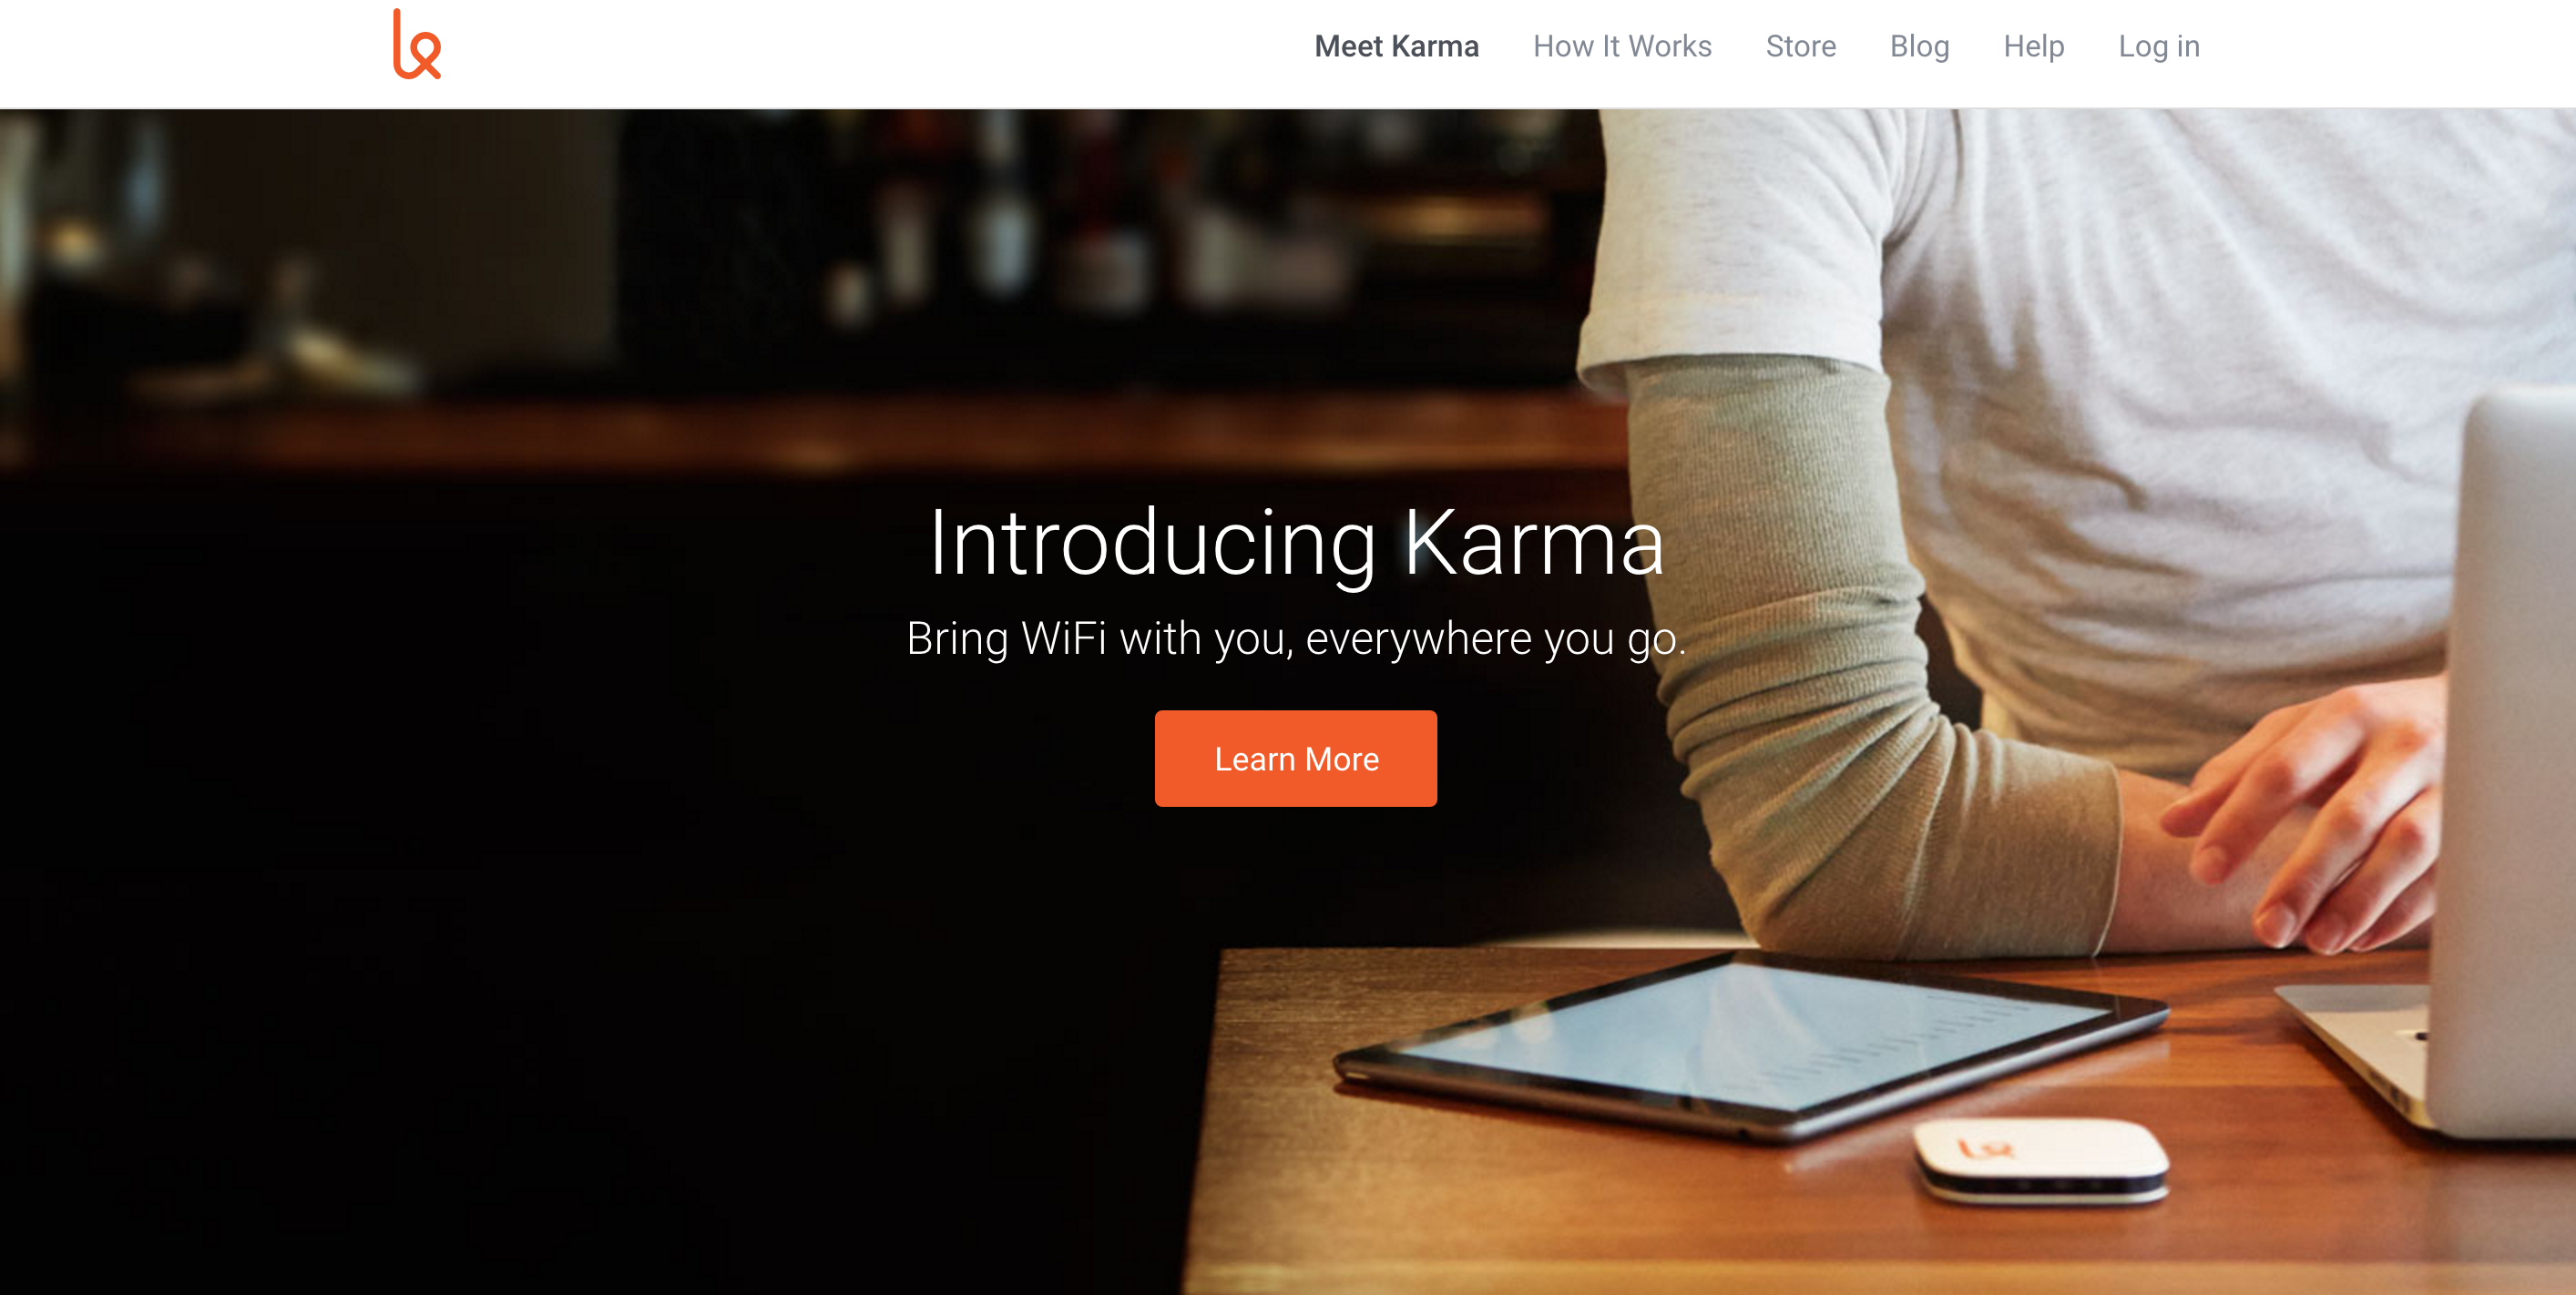 Meet Karma How It Works Store Blog Help Log in
Introducing Karma
Bring WiFi with you, everywhere you go.
Learn More